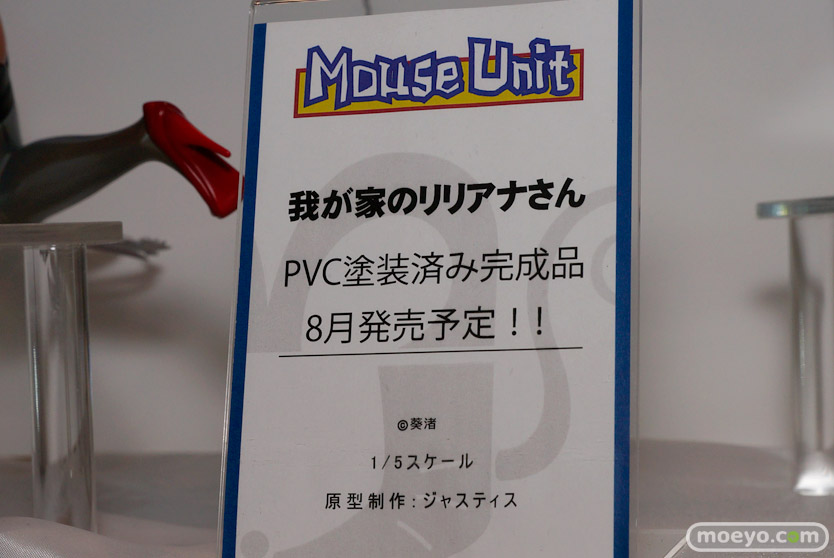 Mouse Unit
我が家のリリアナさん
PVC塗装済み完成品
8月発売予定！！
©葵渚
1/5スケール
原型制作：ジャスティス
moeyo.com